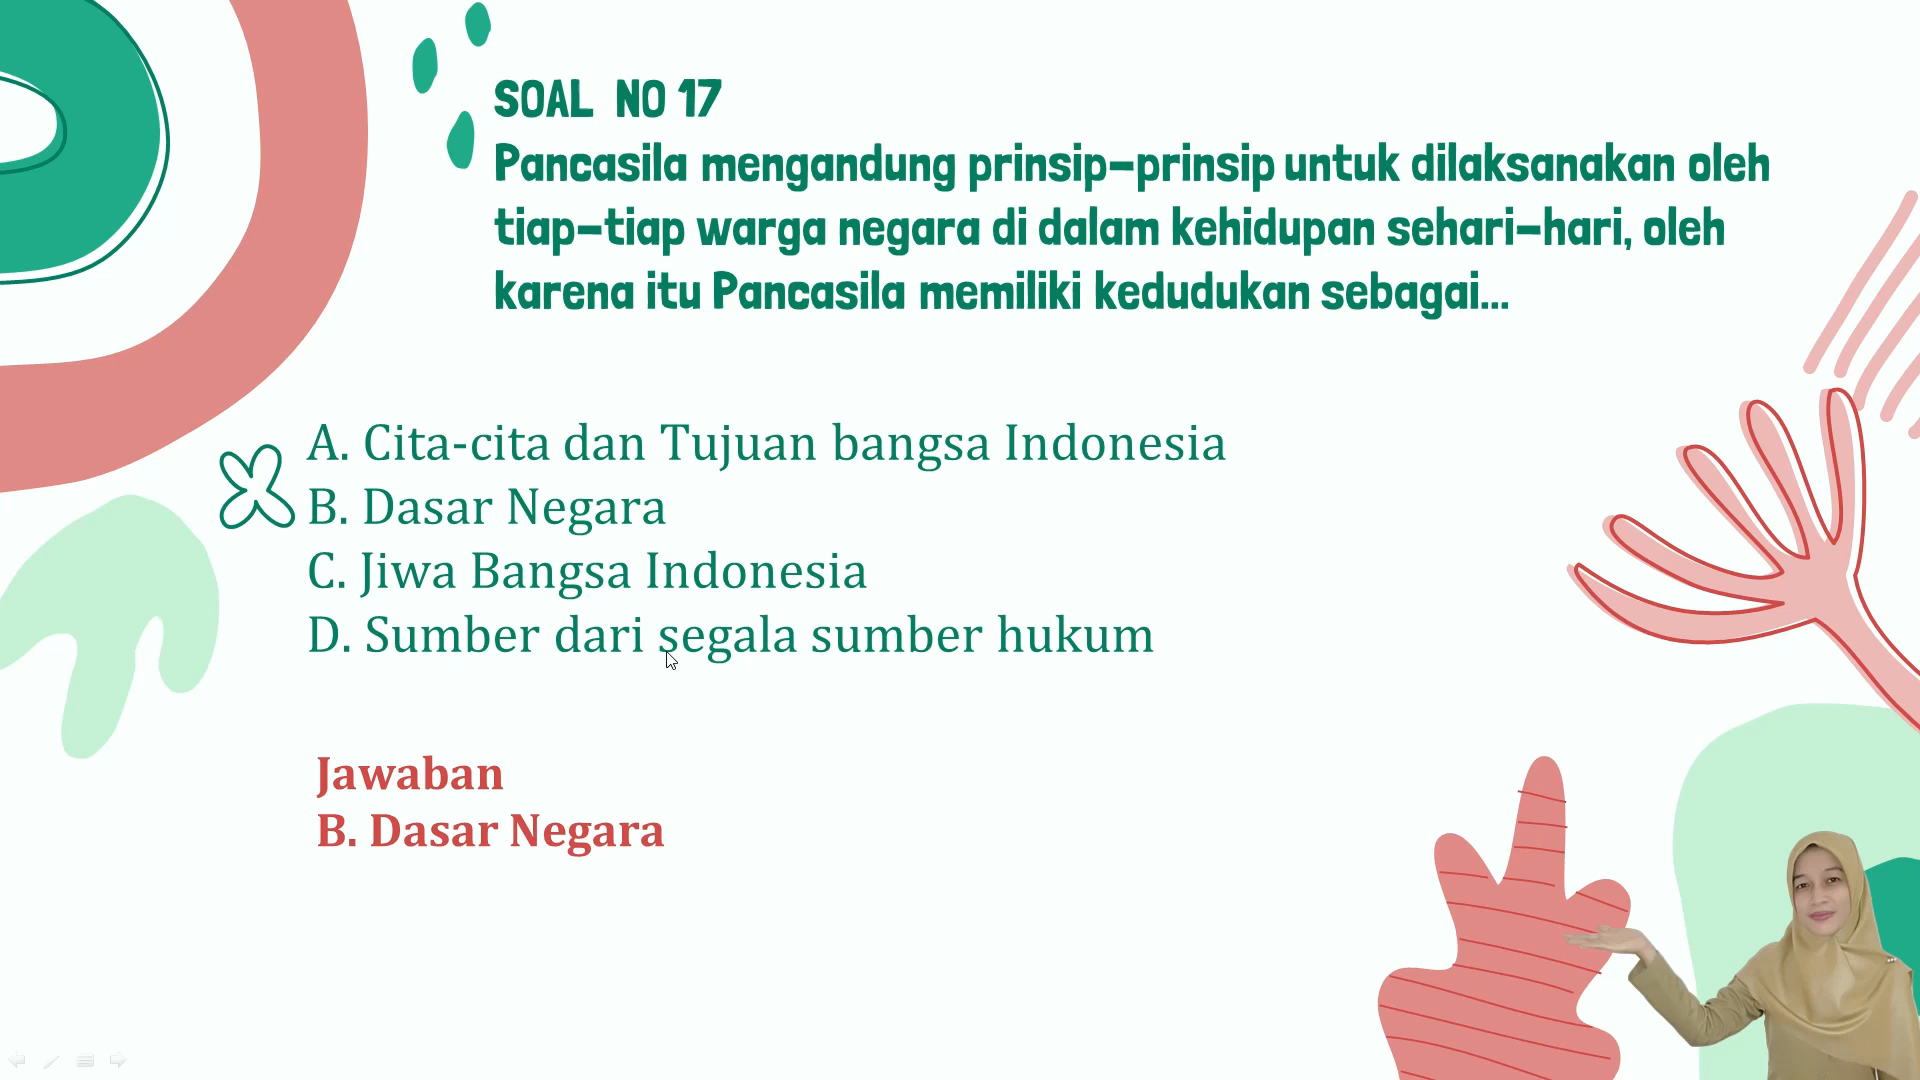 SOAL NO 17
Pancasila mengandung prinsip-prinsip untuk dilaksanakan oleh
tiap-tiap warga negara di dalam kehidupan sehari-hari, oleh
karena itu Pancasila memiliki kedudukan sebagai...
A. Cita-cita dan Tujuan bangsa Indonesia
B. Dasar Negara
C. Jiwa Bangsa Indonesia
D. Sumber dari segala sumber hukum
Jawaban
B. Dasar Negara